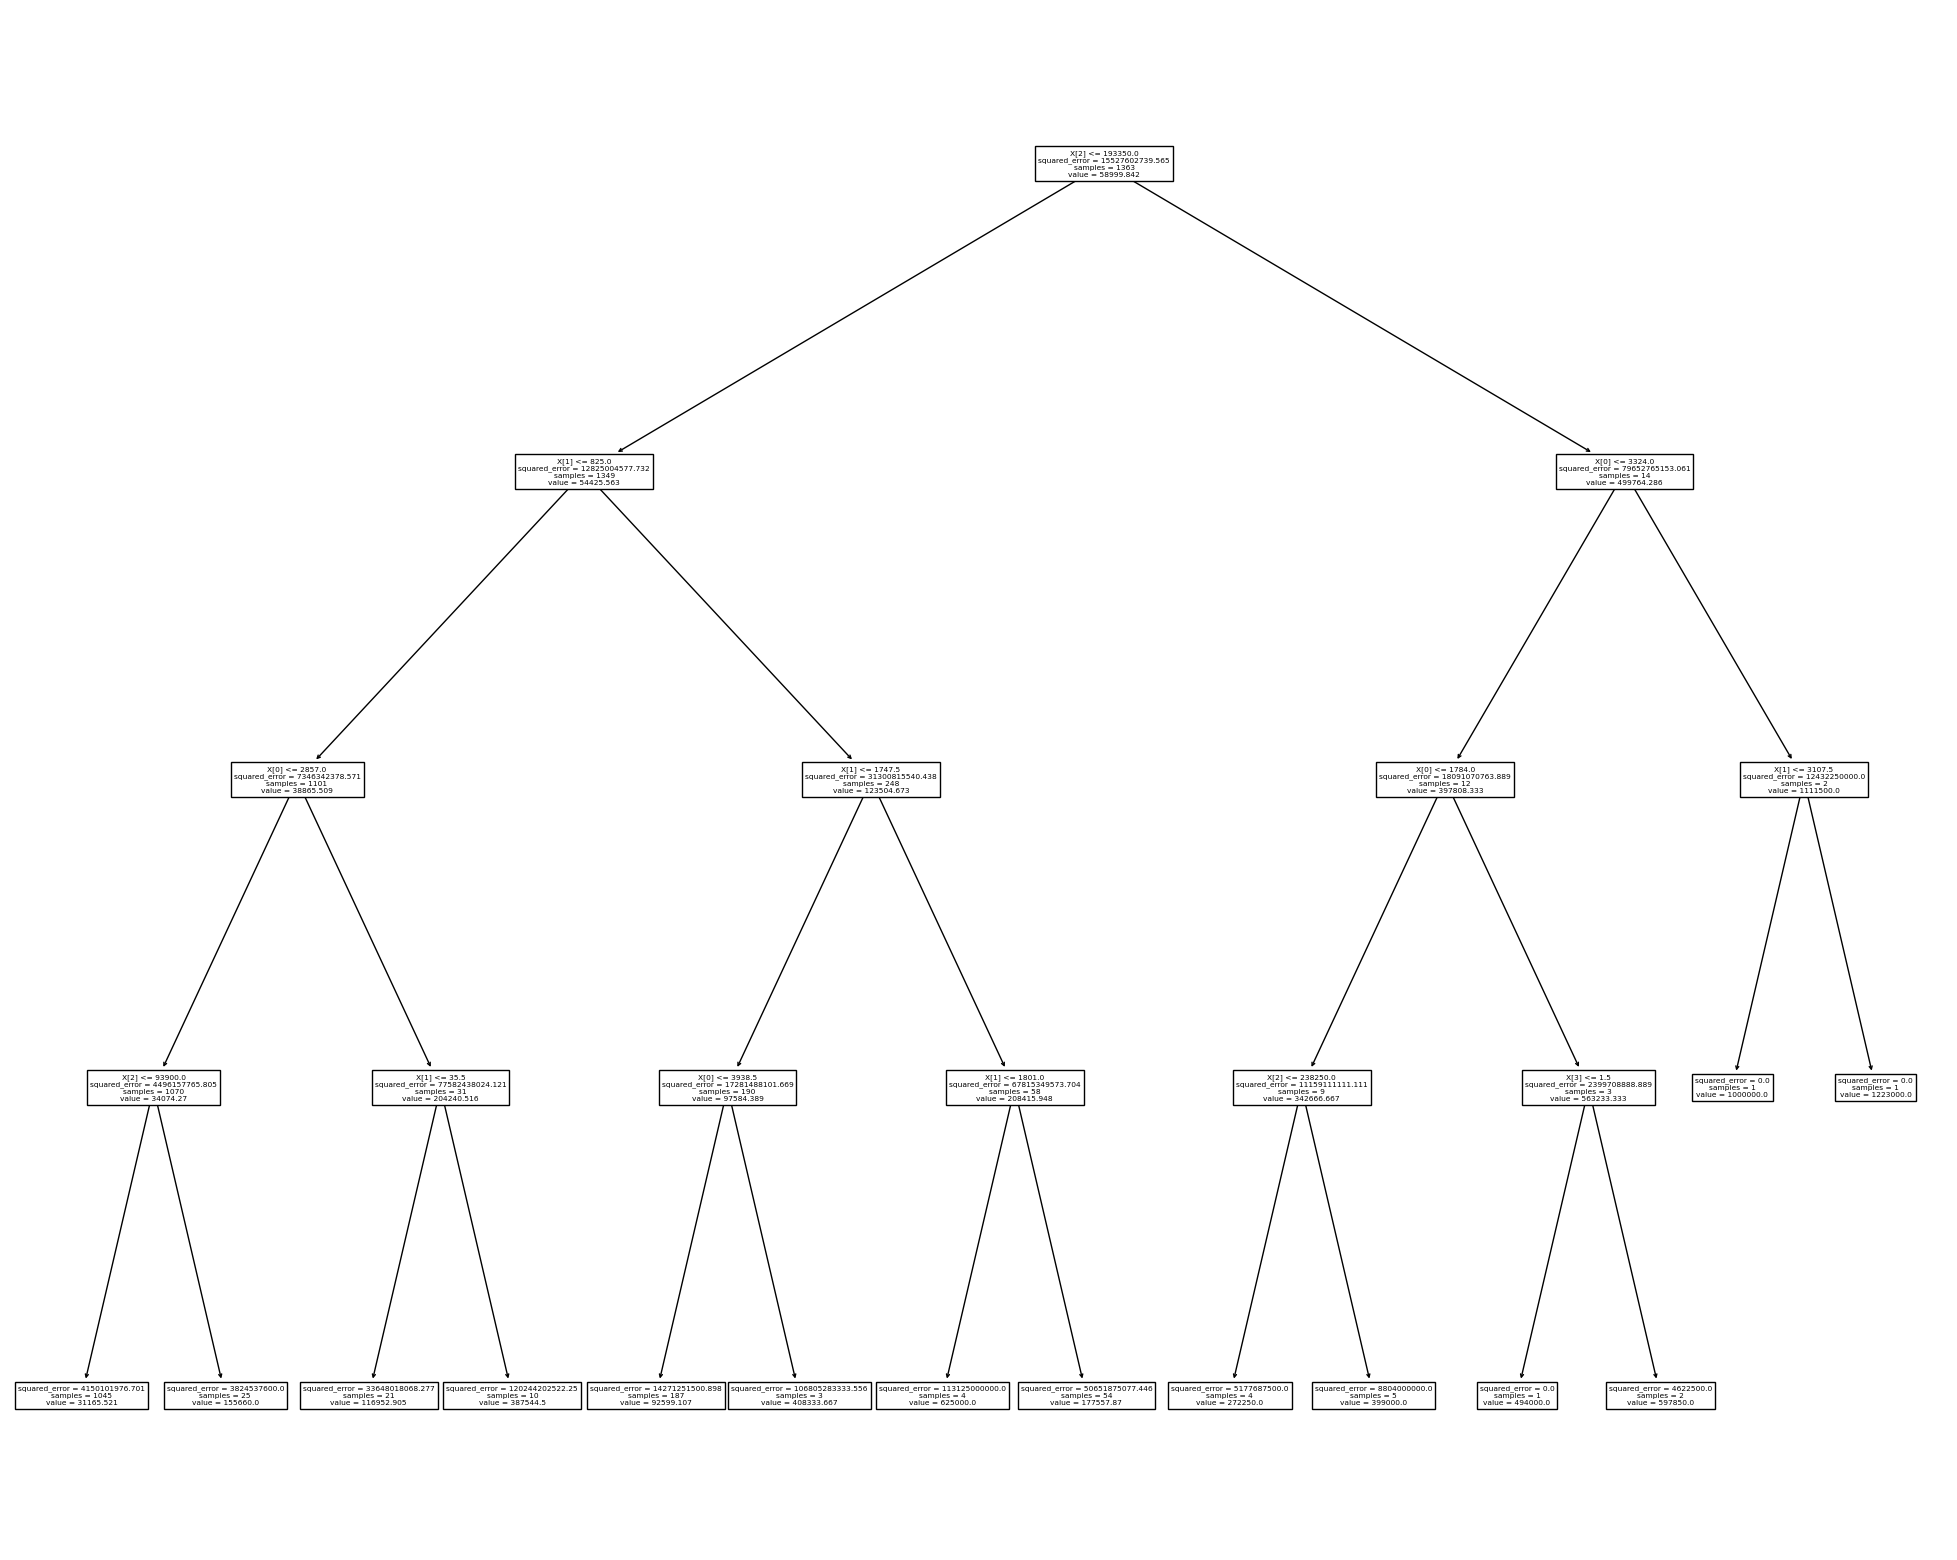 X[2] <= 193350.0
squared_error = 15527602739.565
samples = 1363
value = 58999.842
X[1] <= 825.0
squared_error = 12825004577.732
samples = 1349
value = 54425.563
X[0] <= 3324.0
squared_error = 79652765153.061
samples = 14
value = 499764.286
X[0] <= 2857.0
squared_error = 7346342378.571
samples = 1101
value = 38865.509
X[1] <= 1747.5
squared_error = 31300815540.438
samples = 248
value = 123504.673
X[0] <= 1784.0
squared_error = 18091070763.889
samples = 12
value = 397808.333
X[1] <= 3107.5
squared_error = 12432250000.0
samples = 2
value = 1111500.0
X[2] <= 93900.0
squared_error = 4496157765.805
samples = 1070
value = 34074.27
X[1] <= 35.5
squared_error = 77582438024.121
samples = 31
value = 204240.516
X[0] <= 3938.5
squared_error = 17281488101.669
samples = 190
value = 97584.389
X[1] <= 1801.0
squared_error = 67815349573.704
samples = 58
value = 208415.948
X[2] <= 238250.0
squared_error = 11159111111.111
samples = 9
value = 342666.667
X[3] <= 1.5
squared_error = 2399708888.889
samples = 3
value = 563233.333
squared_error = 0.0
samples = 1
value = 1000000.0
squared_error = 0.0
samples = 1
value = 1223000.0
squared_error = 4150101976.701
samples = 1045
value = 31165.521
squared_error = 3824537600.0
samples = 25
value = 155660.0
squared_error = 33648018068.277
samples = 21
value = 116952.905
squared_error = 120244202522.25
samples = 10
value = 387544.5
squared_error = 14271251500.898
samples = 187
value = 92599.107
squared_error = 106805283333.556
samples = 3
value = 408333.667
squared_error = 113125000000.0
samples = 4
value = 625000.0
squared_error = 50651875077.446
samples = 54
value = 177557.87
squared_error = 5177687500.0
samples = 4
value = 272250.0
squared_error = 8804000000.0
samples = 5
value = 399000.0
squared_error = 0.0
samples = 1
value = 494000.0
squared_error = 4622500.0
samples = 2
value = 597850.0